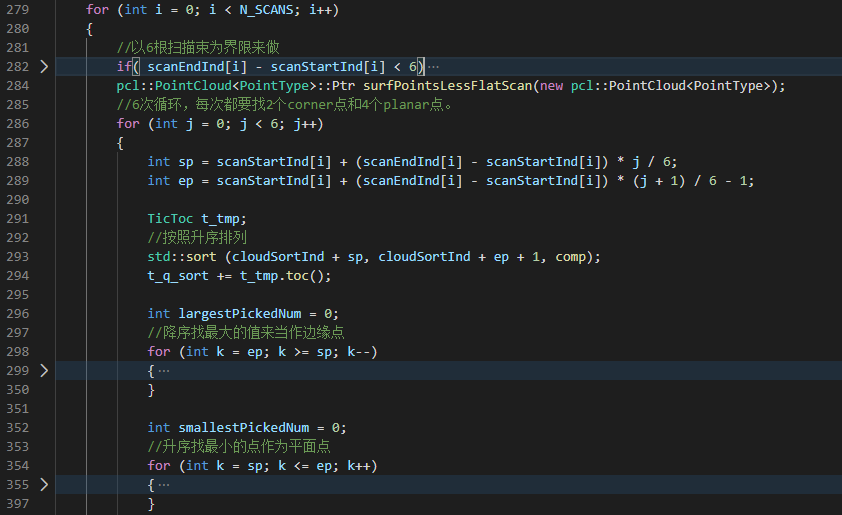 279 for (int i = 0; i < N_SCANS; i++)
280 {
281 //以6根扫描束为界限来做
282 if( scanEndInd[i] - scanStartInd[i] < 6)···
284 pcl::PointCloud<PointType>::Ptr surfPointsLessFlatScan(new pcl::PointCloud<PointType>);
285 //6次循环，每次都要找2个corner点和4个planar点。
286 for (int j = 0; j < 6; j++)
287 {
288 int sp = scanStartInd[i] + (scanEndInd[i] - scanStartInd[i]) * j / 6;
289 int ep = scanStartInd[i] + (scanEndInd[i] - scanStartInd[i]) * (j + 1) / 6 - 1;
290
291 TicToc t_tmp;
292 //按照升序排列
293 std::sort (cloudSortInd + sp, cloudSortInd + ep + 1, comp);
294 t_q_sort += t_tmp.toc();
295
296 int largestPickedNum = 0;
297 //降序找最大的值来当作边缘点
298 for (int k = ep; k >= sp; k--)
299 {···
350 }
351
352 int smallestPickedNum = 0;
353 //升序找最小的点作为平面点
354 for (int k = sp; k <= ep; k++)
355 {···
397 }